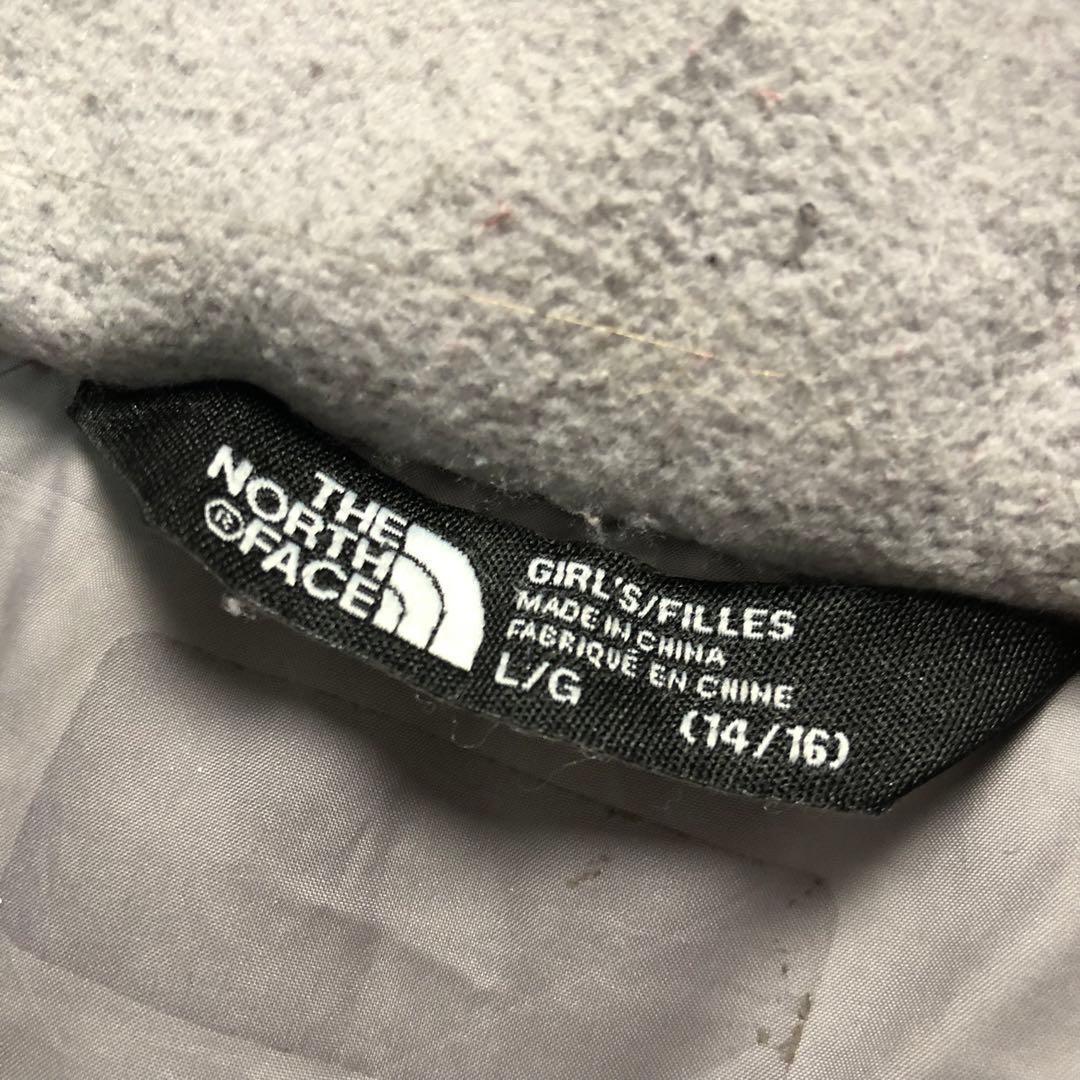 THE
NORTH
®FACE
GIRL'S/FILLES
MADE IN CHINA
FABRIQUÉ EN CHINE
L/G (14/16)